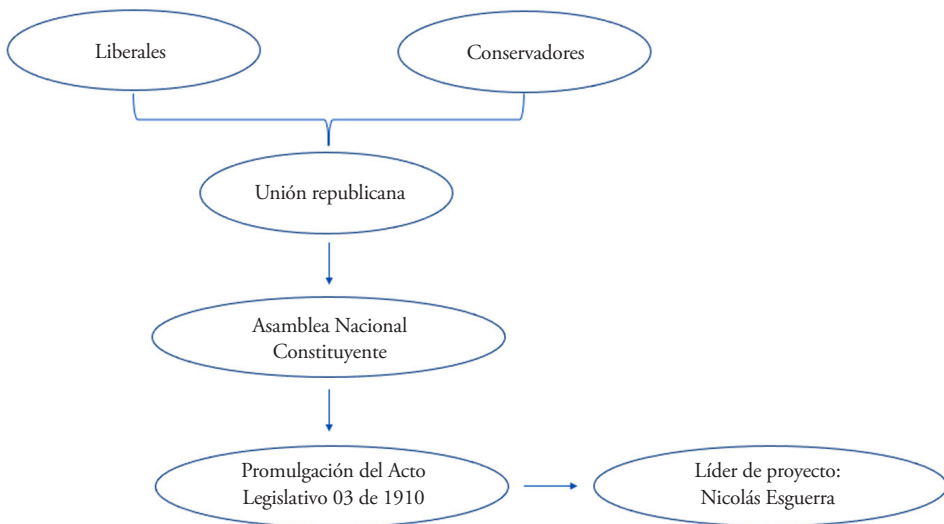 Liberales
Conservadores
Unión republicana
Asamblea Nacional
Constituyente
Promulgación del Acto
Legislativo 03 de 1910
Líder de proyecto:
Nicolás Esguerra